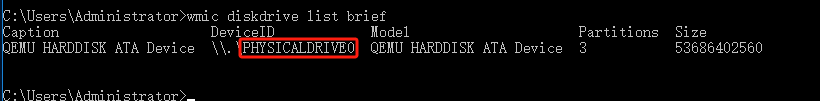 C:\Users\Administrator>wmic diskdrive list brief
Caption DeviceID Model Partitions Size
QEMU HARDDISK ATA Device \\.\PHYSICALDRIVE0 QEMU HARDDISK ATA Device 3 53686402560
C:\Users\Administrator>_